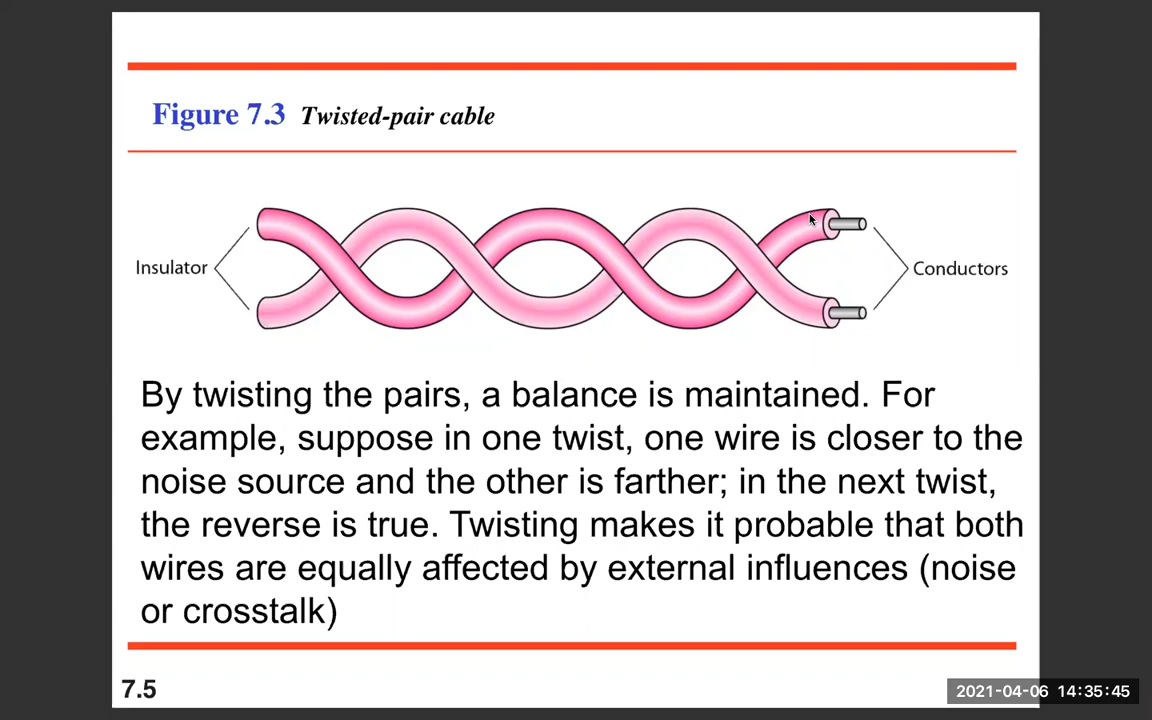 Figure 7.3 Twisted-pair cable
Insulator
Conductors
By twisting the pairs, a balance is maintained. For
example, suppose in one twist, one wire is closer to the
noise source and the other is farther; in the next twist,
the reverse is true. Twisting makes it probable that both
wires are equally affected by external influences (noise
or crosstalk)
7.5
2021-04-06 14:35:45